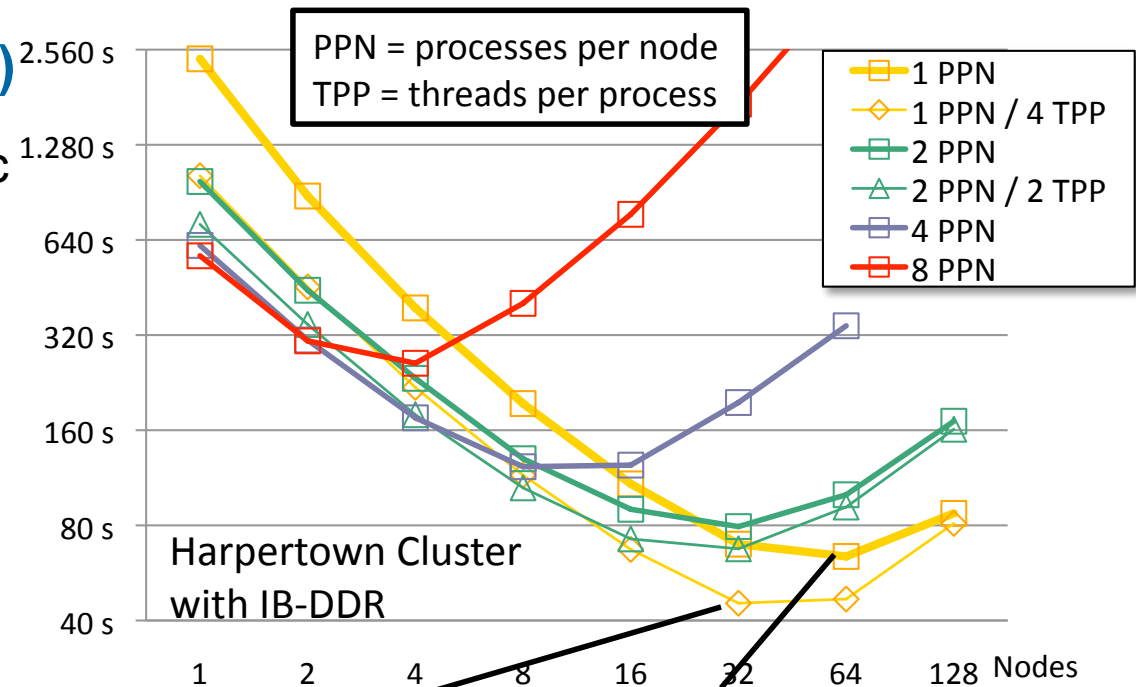 )
c
PPN = processes per node
TPP = threads per process
2.560 s
1.280 s
640 s
320 s
160 s
80 s
40 s
1 PPN
1 PPN / 4 TPP
2 PPN
2 PPN / 2 TPP
4 PPN
8 PPN
Harpertown Cluster
with IB-DDR
1 2 4 8 16 32 64 128 Nodes